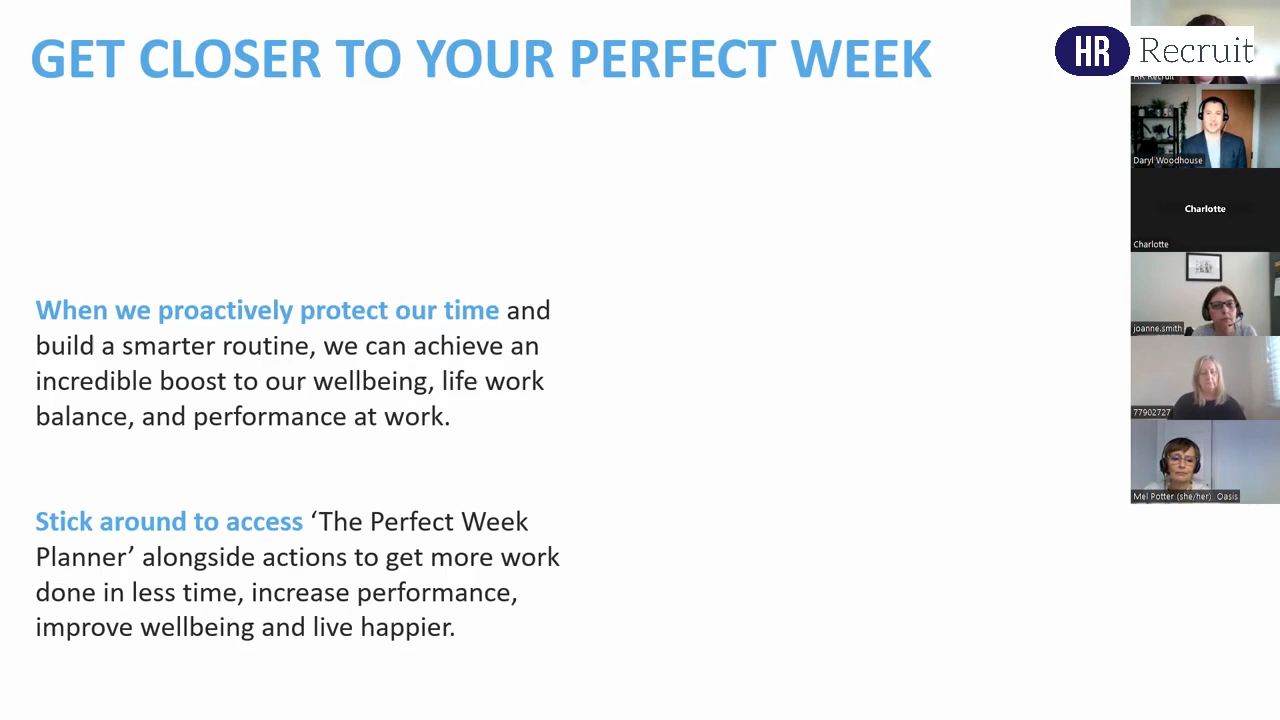 GET CLOSER TO YOUR PERFECT WEEK
HR Recruit
HR Recruit
Daryl Woodhouse
Charlotte
Charlotte
joanne.smith
77902727
Mel Potter (she/her) Oasis
When we proactively protect our time and
build a smarter routine, we can achieve an
incredible boost to our wellbeing, life work
balance, and performance at work.
Stick around to access ‘The Perfect Week
Planner’ alongside actions to get more work
done in less time, increase performance,
improve wellbeing and live happier.